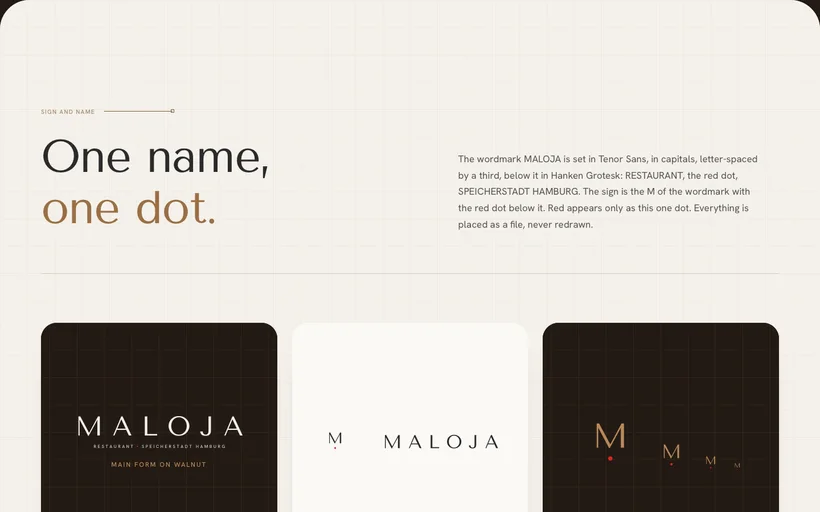 SIGN AND NAME
One name,
one dot.
The wordmark MALOJA is set in Tenor Sans, in capitals, letter-spaced
by a third, below it in Hanken Grotesk: RESTAURANT, the red dot,
SPEICHERSTADT HAMBURG. The sign is the M of the wordmark with
the red dot below it. Red appears only as this one dot. Everything is
placed as a file, never redrawn.
MALOJA
RESTAURANT · SPEICHERSTADT HAMBURG
MAIN FORM ON WALNUT
M MALOJA
M M M M